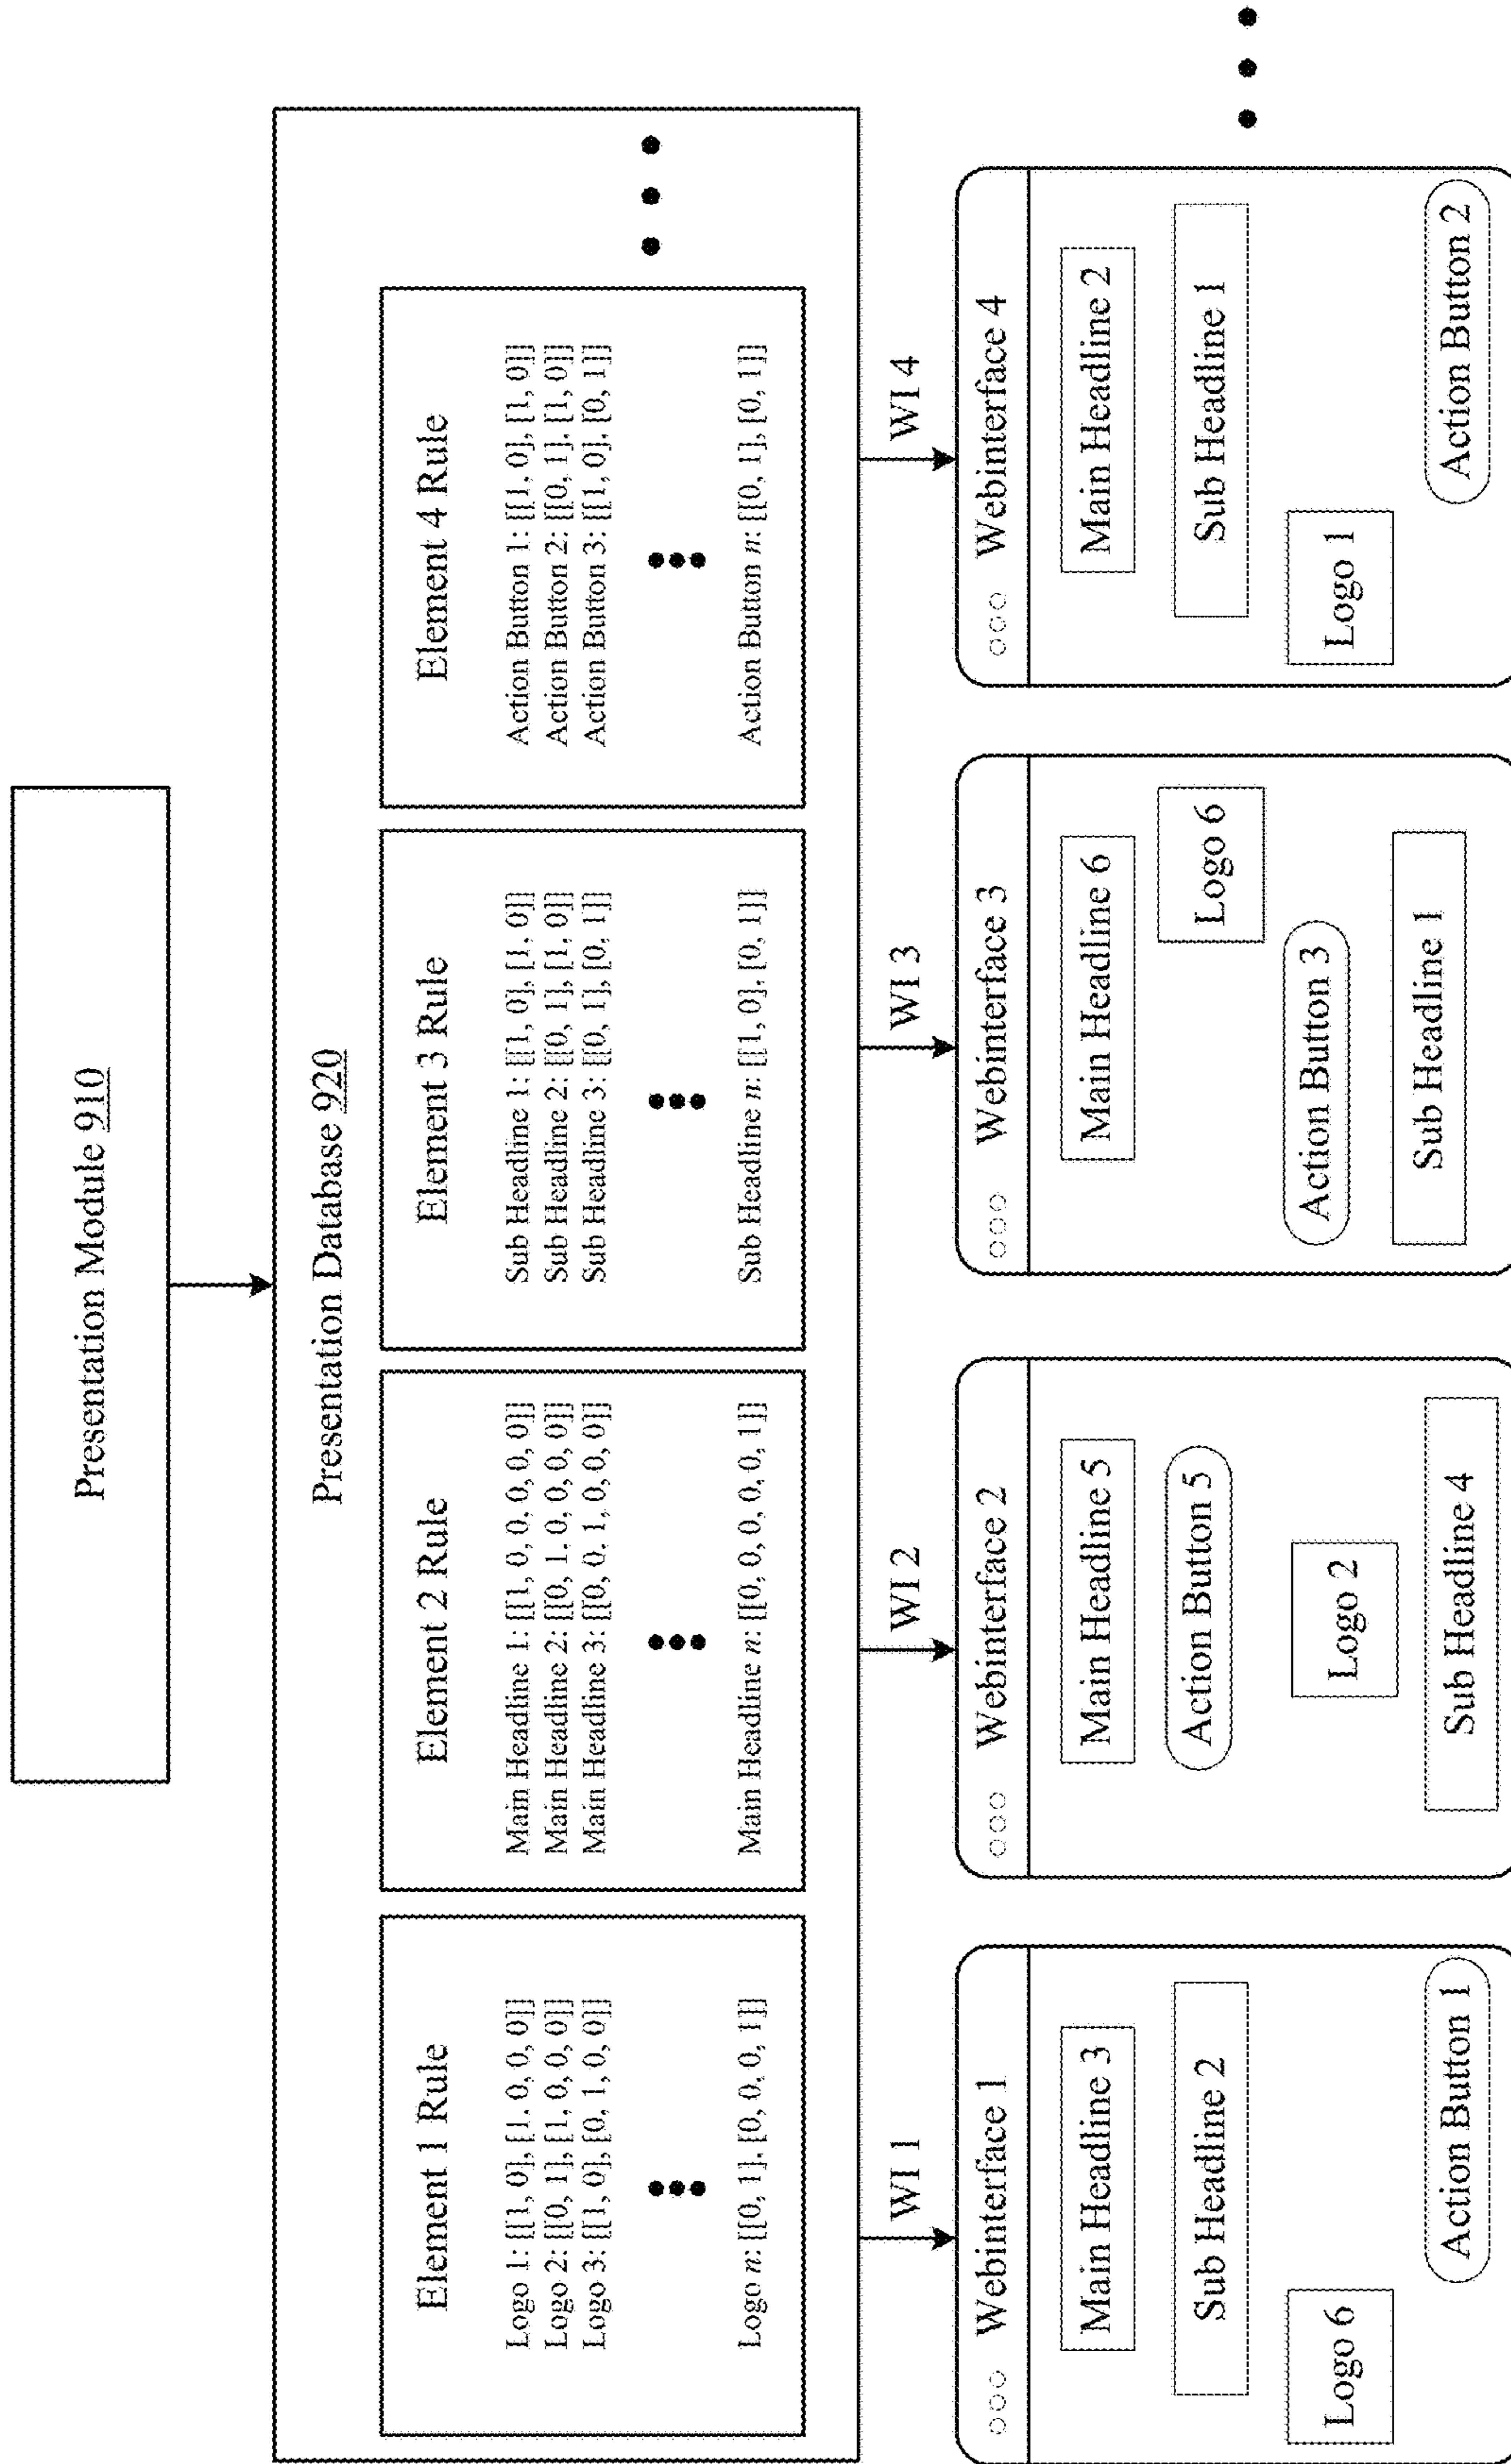 Presentation Module 910
Presentation Database 920
Element 1 Rule
Logo 1: [[1, 0], [1, 0, 0, 0]]
Logo 2: [[0, 1], [1, 0, 0, 0]]
Logo 3: [[1, 0], [0, 1, 0, 0]]
Logo n: [[0, 1], [0, 0, 0, 1]]
Element 2 Rule
Main Headline 1: [[1, 0, 0, 0, 0, 0]]
Main Headline 2: [[0, 1, 0, 0, 0, 0]]
Main Headline 3: [[0, 0, 1, 0, 0, 0]]
Main Headline n: [[0, 0, 0, 0, 0, 1]]
Element 3 Rule
Sub Headline 1: [[1, 0], [1, 0]]
Sub Headline 2: [[0, 1], [1, 0]]
Sub Headline 3: [[0, 1], [0, 1]]
Sub Headline n: [[1, 0], [0, 1]]
Element 4 Rule
Action Button 1: [[1, 0], [1, 0]]
Action Button 2: [[0, 1], [1, 0]]
Action Button 3: [[1, 0], [0, 1]]
Action Button n: [[0, 1], [0, 1]]
WI 1
WI 2
WI 3
WI 4
Webinterface 1
Main Headline 3
Sub Headline 2
Logo 6
Action Button 1
Webinterface 2
Main Headline 5
Action Button 5
Logo 2
Sub Headline 4
Webinterface 3
Main Headline 6
Logo 6
Action Button 3
Sub Headline 1
Webinterface 4
Main Headline 2
Sub Headline 1
Logo 1
Action Button 2